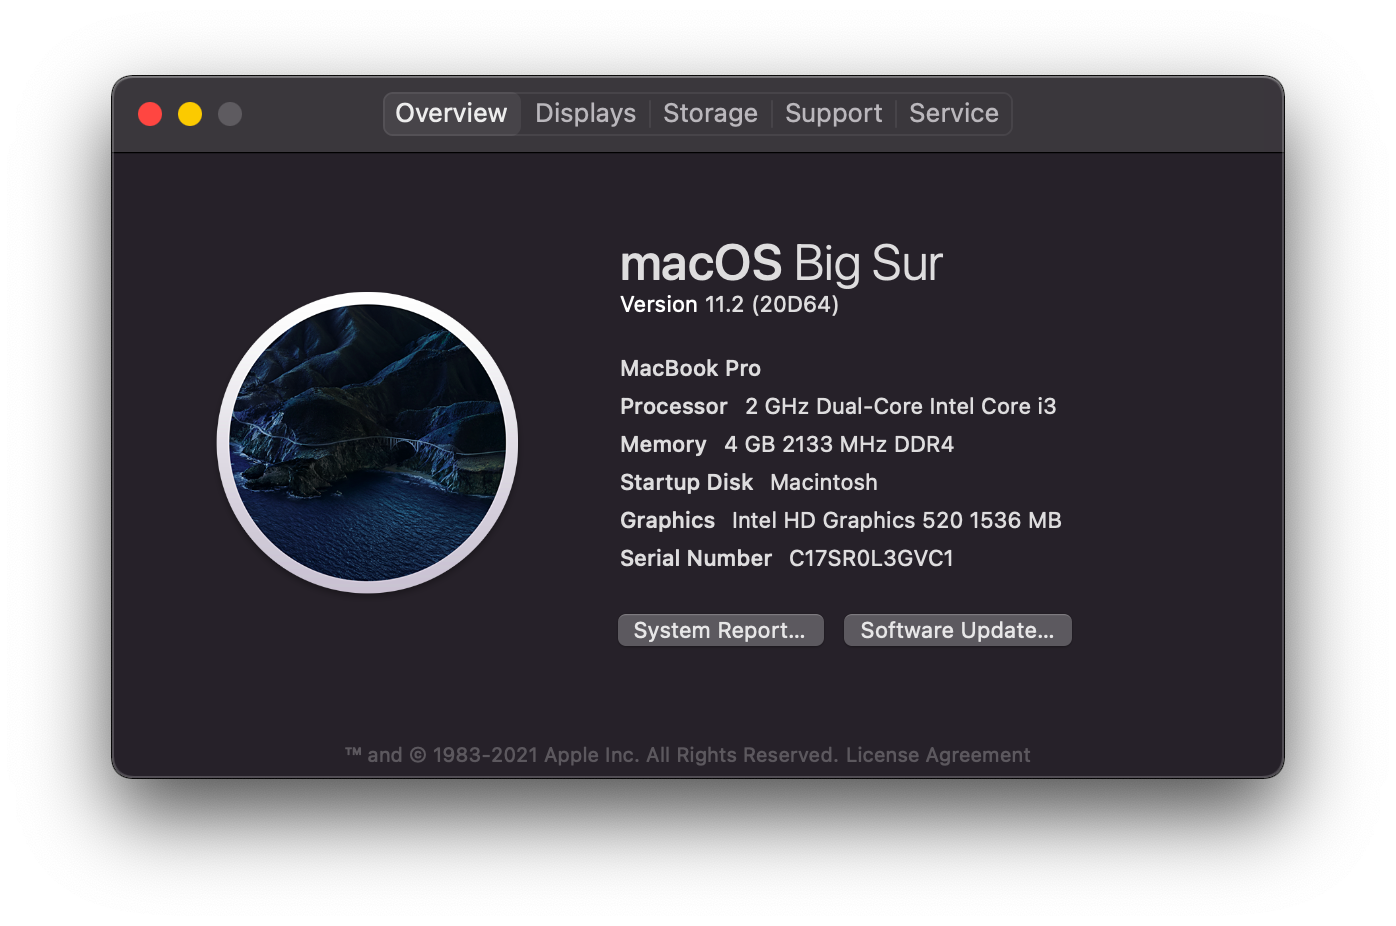 Overview Displays Storage Support Service
macOS Big Sur
Version 11.2 (20D64)
MacBook Pro
Processor 2 GHz Dual-Core Intel Core i3
Memory 4 GB 2133 MHz DDR4
Startup Disk Macintosh
Graphics Intel HD Graphics 520 1536 MB
Serial Number C17SR0L3GVC1
System Report... Software Update...
™ and © 1983-2021 Apple Inc. All Rights Reserved. License Agreement